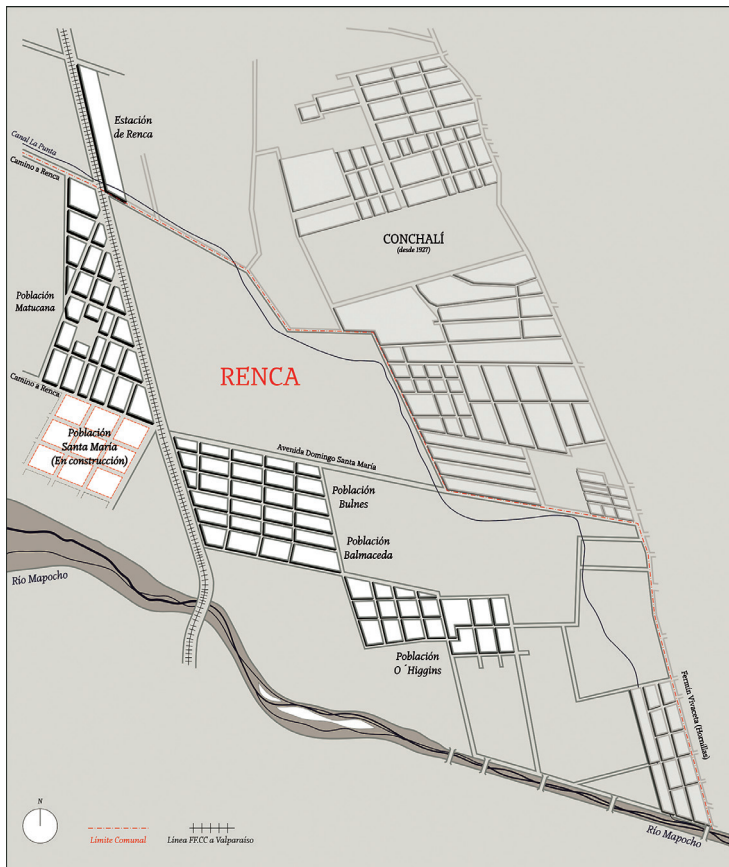 Estación
de Renca
Canal La Punta
Camino a Renca
CONCHALÍ
(desde 1927)
Población
Matucana
RENCA
Camino a Renca
Población
Santa María
(En construcción)
Avenida Domingo Santa María
Población
Bulnes
Población
Balmaceda
Río Mapocho
Población
O ´Higgins
Fermín Vivaceta (Hornillas)
N
Límite Comunal
Línea FF.CC a Valparaíso
Río Mapocho